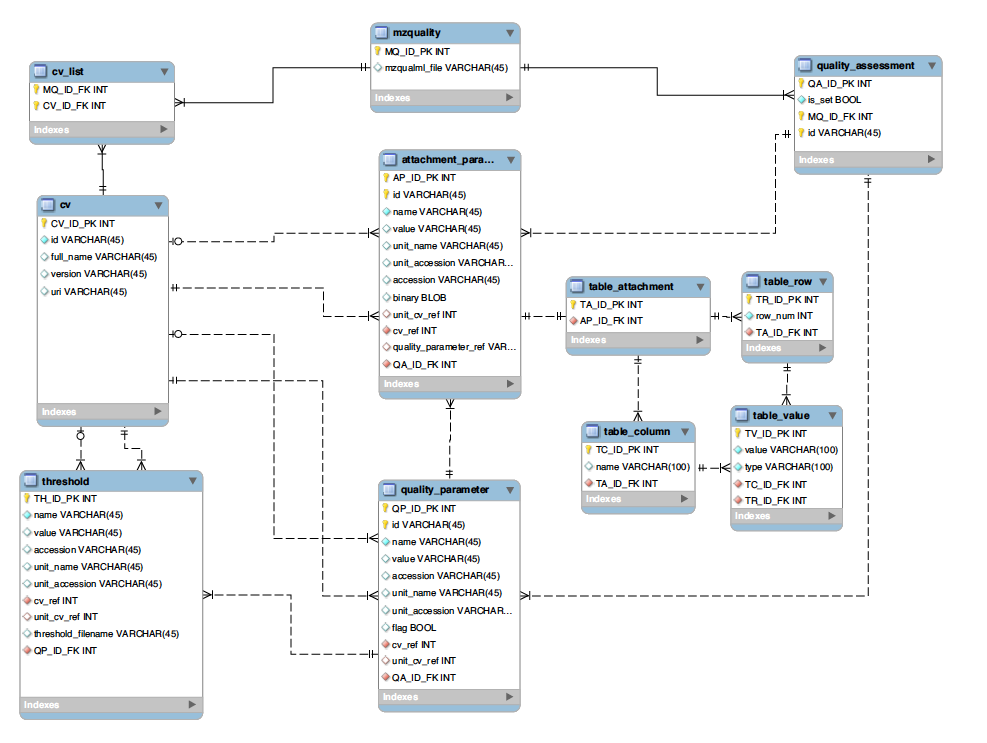 mzquality
MQ_ID_PK INT
mzqualml_file VARCHAR(45)
Indexes
cv_list
MQ_ID_FK INT
CV_ID_FK INT
Indexes
quality_assessment
QA_ID_PK INT
is_set BOOL
MQ_ID_FK INT
id VARCHAR(45)
Indexes
attachment_para...
AP_ID_PK INT
id VARCHAR(45)
name VARCHAR(45)
value VARCHAR(45)
unit_name VARCHAR(45)
unit_accession VARCHAR...
accession VARCHAR(45)
binary BLOB
unit_cv_ref INT
cv_ref INT
quality_parameter_ref VAR...
QA_ID_FK INT
Indexes
cv
CV_ID_PK INT
id VARCHAR(45)
full_name VARCHAR(45)
version VARCHAR(45)
uri VARCHAR(45)
Indexes
table_attachment
TA_ID_PK INT
AP_ID_FK INT
Indexes
table_row
TR_ID_PK INT
row_num INT
TA_ID_FK INT
Indexes
table_column
TC_ID_PK INT
name VARCHAR(100)
TA_ID_FK INT
Indexes
table_value
TV_ID_PK INT
value VARCHAR(100)
type VARCHAR(100)
TC_ID_FK INT
TR_ID_FK INT
Indexes
threshold
TH_ID_PK INT
name VARCHAR(45)
value VARCHAR(45)
accession VARCHAR(45)
unit_name VARCHAR(45)
unit_accession VARCHAR(45)
cv_ref INT
unit_cv_ref INT
threshold_filename VARCHAR(45)
QP_ID_FK INT
Indexes
quality_parameter
QP_ID_PK INT
id VARCHAR(45)
name VARCHAR(45)
value VARCHAR(45)
accession VARCHAR(45)
unit_name VARCHAR(45)
unit_accession VARCHAR...
flag BOOL
cv_ref INT
unit_cv_ref INT
QA_ID_FK INT
Indexes